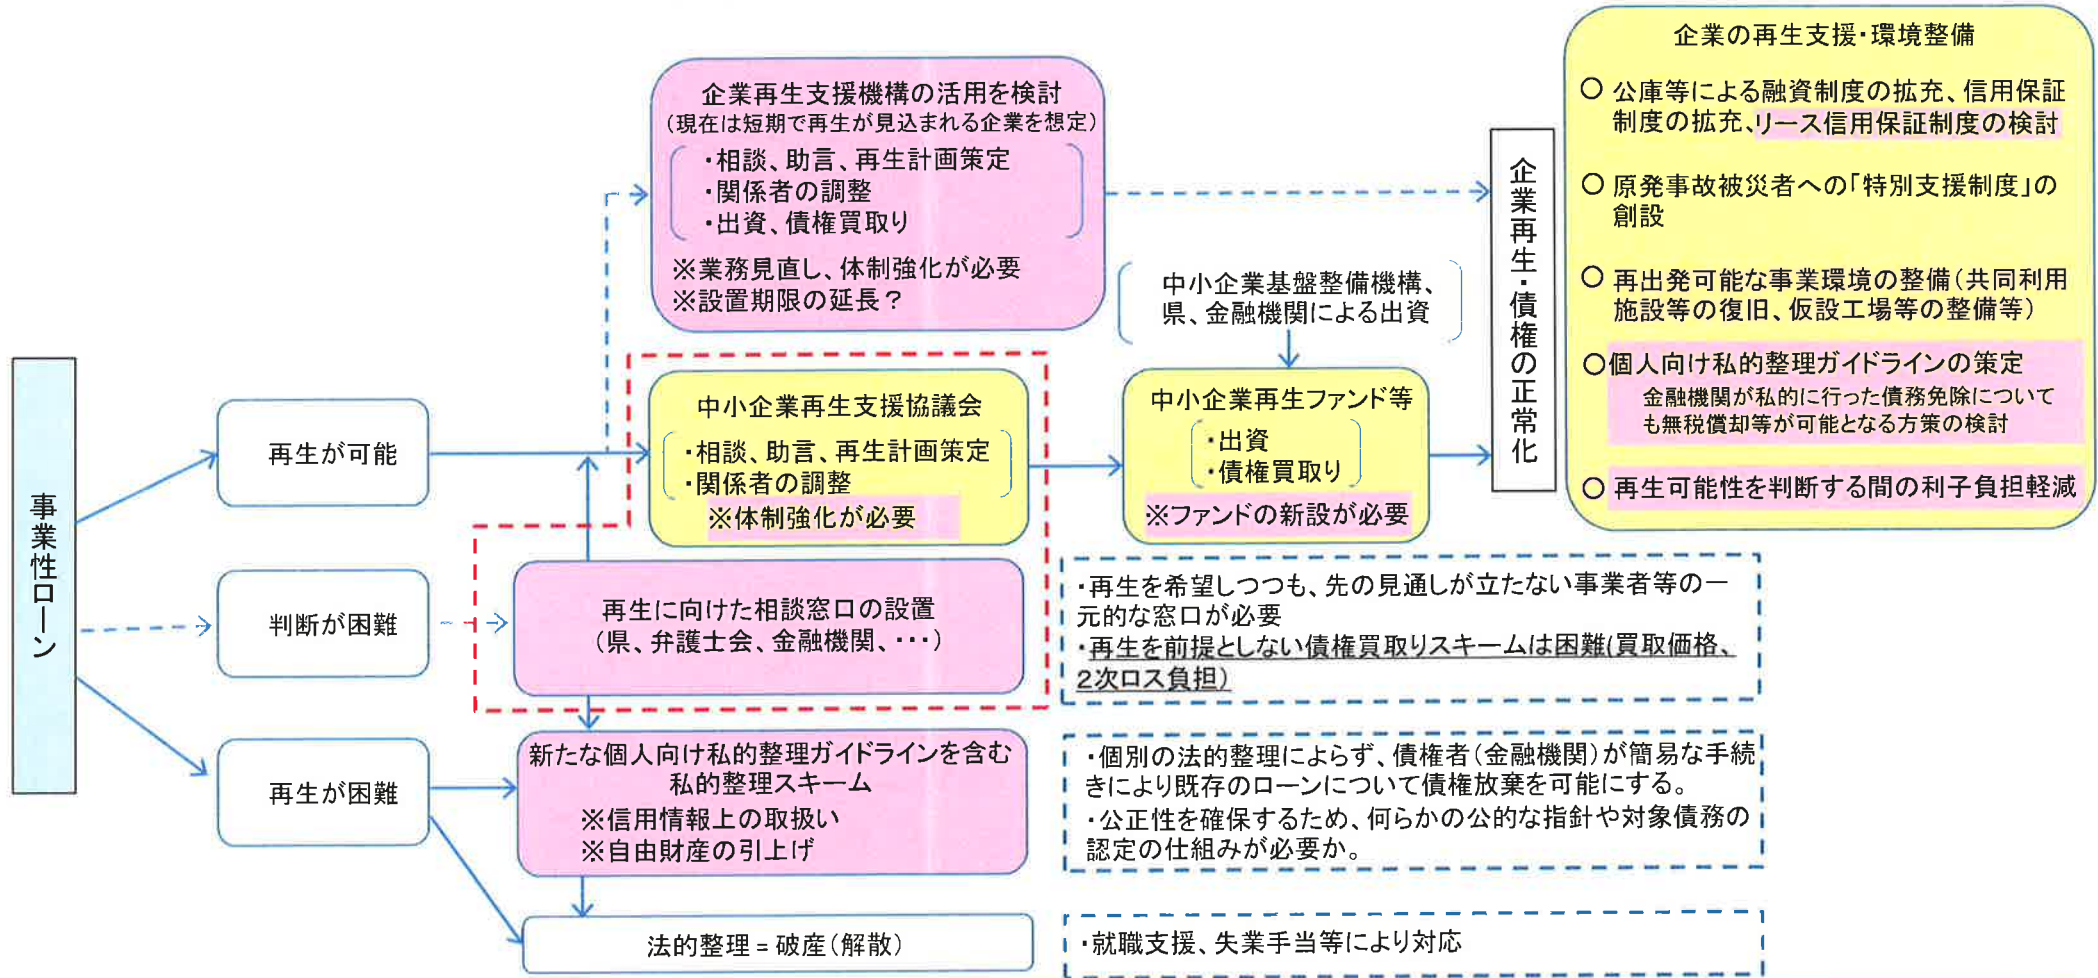 事業性ローン
再生が可能
判断が困難
再生が困難
企業再生支援機構の活用を検討
(現在は短期で再生が見込まれる企業を想定)
・相談、助言、再生計画策定
・関係者の調整
・出資、債権買取り
※業務見直し、体制強化が必要
※設置期限の延長？
中小企業再生支援協議会
・相談、助言、再生計画策定
・関係者の調整
※体制強化が必要
再生に向けた相談窓口の設置
(県、弁護士会、金融機関、・・・)
新たな個人向け私的整理ガイドラインを含む
私的整理スキーム
※信用情報上の取扱い
※自由財産の引上げ
法的整理＝破産(解散)
中小企業基盤整備機構、
県、金融機関による出資
中小企業再生ファンド等
・出資
・債権買取り
※ファンドの新設が必要
企業再生・債権の正常化
・再生を希望しつつも、先の見通しが立たない事業者等の一
元的な窓口が必要
・再生を前提としない債権買取りスキームは困難(買取価格、
2次ロス負担)
・個別の法的整理によらず、債権者(金融機関)が簡易な手続
きにより既存のローンについて債権放棄を可能にする。
・公正性を確保するため、何らかの公的な指針や対象債務の
認定の仕組みが必要か。
・就職支援、失業手当等により対応
企業の再生支援・環境整備
○ 公庫等による融資制度の拡充、信用保証
制度の拡充、リース信用保証制度の検討
○ 原発事故被災者への「特別支援制度」の
創設
○ 再出発可能な事業環境の整備(共同利用
施設等の復旧、仮設工場等の整備等)
○個人向け私的整理ガイドラインの策定
金融機関が私的に行った債務免除について
も無税償却等が可能となる方策の検討
○ 再生可能性を判断する間の利子負担軽減